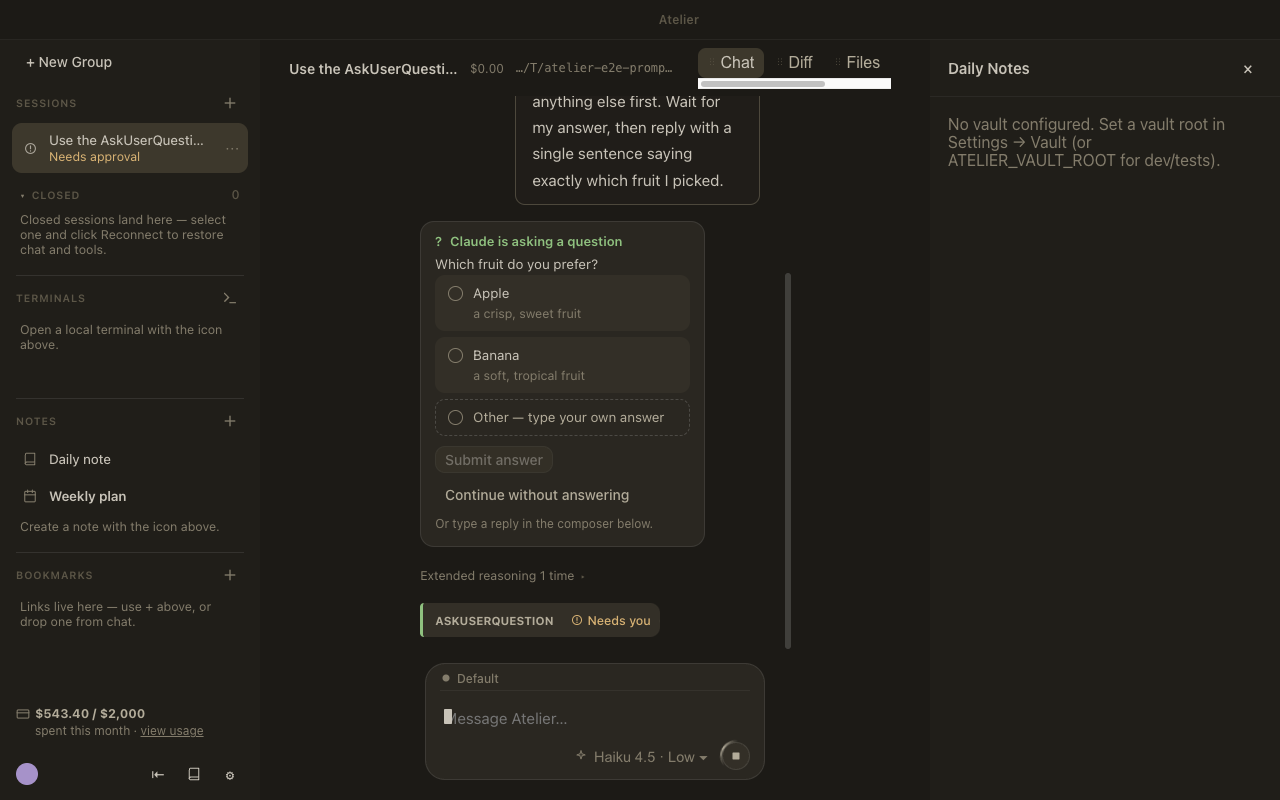 Atelier
+ New Group
SESSIONS
Use the AskUserQuesti...
Needs approval
CLOSED 0
Closed sessions land here — select
one and click Reconnect to restore
chat and tools.
TERMINALS
Open a local terminal with the icon
above.
NOTES
Daily note
Weekly plan
Create a note with the icon above.
BOOKMARKS
Links live here — use + above, or
drop one from chat.
$543.40 / $2,000
spent this month · view usage
Use the AskUserQuesti... $0.00 …/T/atelier-e2e-promp…
Chat Diff Files
anything else first. Wait for
my answer, then reply with a
single sentence saying
exactly which fruit I picked.
? Claude is asking a question
Which fruit do you prefer?
Apple
a crisp, sweet fruit
Banana
a soft, tropical fruit
Other — type your own answer
Submit answer
Continue without answering
Or type a reply in the composer below.
Extended reasoning 1 time
ASKUSERQUESTION Needs you
Default
Message Atelier...
Haiku 4.5 · Low
Daily Notes ×
No vault configured. Set a vault root in
Settings → Vault (or
ATELIER_VAULT_ROOT for dev/tests).